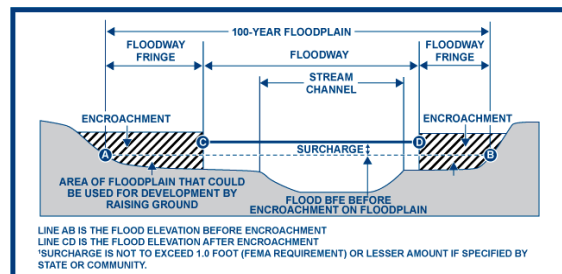 100-YEAR FLOODPLAIN
FLOODWAY
FRINGE
FLOODWAY
FLOODWAY
FRINGE
STREAM
CHANNEL
ENCROACHMENT
ENCROACHMENT
C
D
SURCHARGE
A
B
AREA OF FLOODPLAIN THAT COULD
BE USED FOR DEVELOPMENT BY
RAISING GROUND
FLOOD BFE BEFORE
ENCROACHMENT ON FLOODPLAIN
LINE AB IS THE FLOOD ELEVATION BEFORE ENCROACHMENT
LINE CD IS THE FLOOD ELEVATION AFTER ENCROACHMENT
¹SURCHARGE IS NOT TO EXCEED 1.0 FOOT (FEMA REQUIREMENT) OR LESSER AMOUNT IF SPECIFIED BY
STATE OR COMMUNITY.